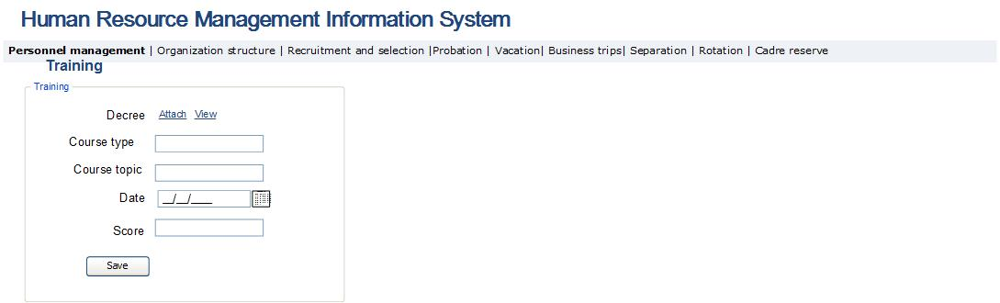 Human Resource Management Information System
Personnel management | Organization structure | Recruitment and selection |Probation | Vacation| Business trips| Separation | Rotation | Cadre reserve
Training
Training
Decree Attach View
Course type
Course topic
Date __/__/____
Score
Save